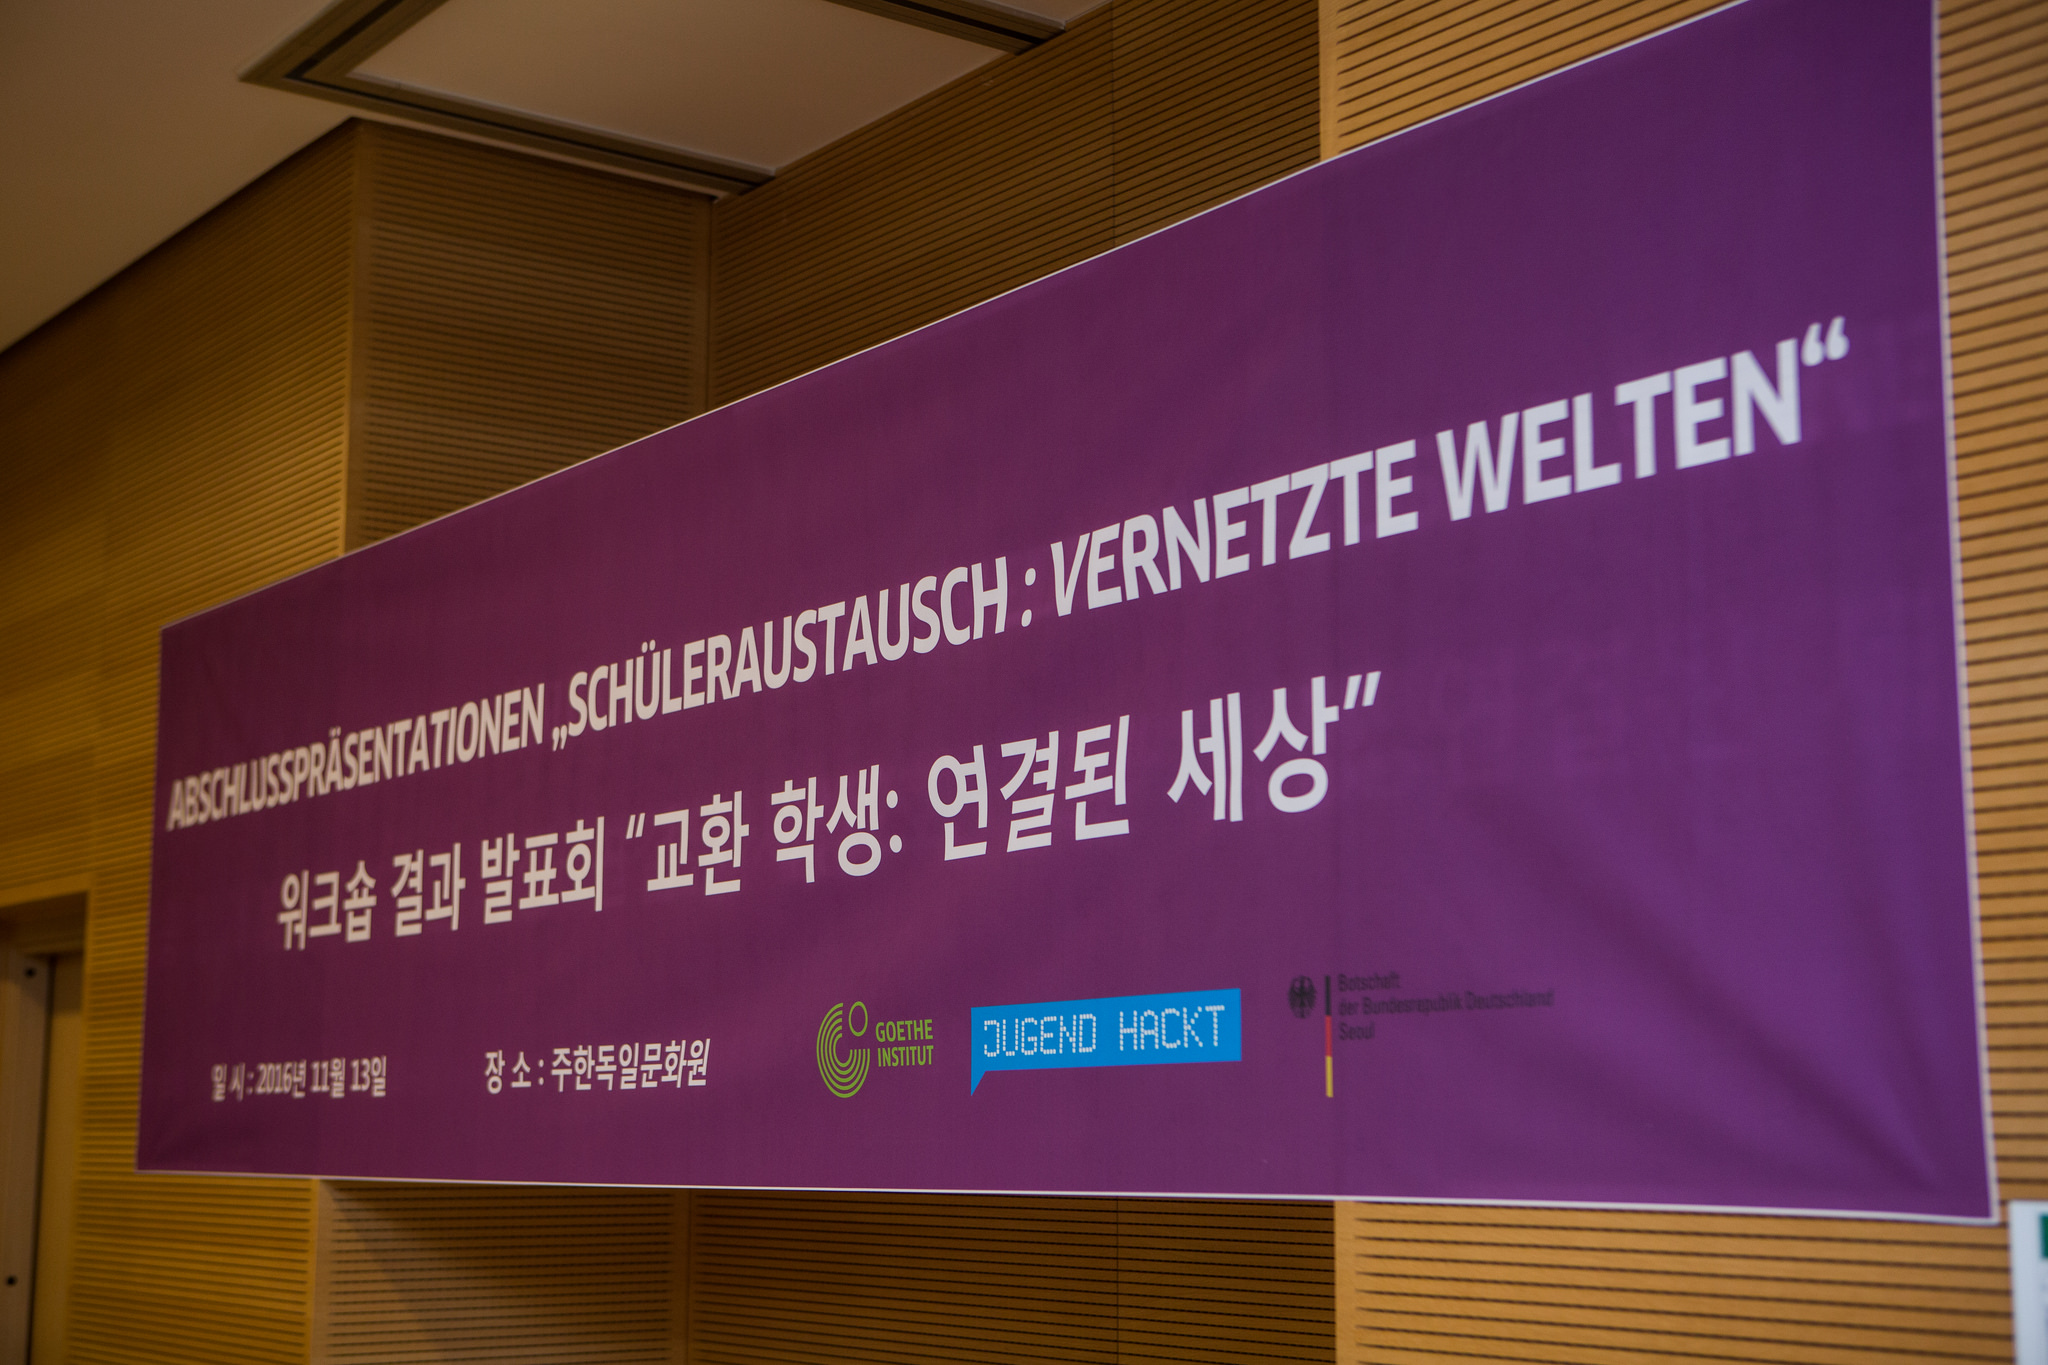 ABSCHLUSSPRÄSENTATIONEN „SCHÜLERAUSTAUSCH : VERNETZTE WELTEN“
워크숍 결과 발표회 “교환 학생: 연결된 세상”
일 시 : 2016년 11월 13일
장 소 : 주한독일문화원
GOETHE
INSTITUT
JUGEND HACKT
Botschaft
der Bundesrepublik Deutschland
Seoul